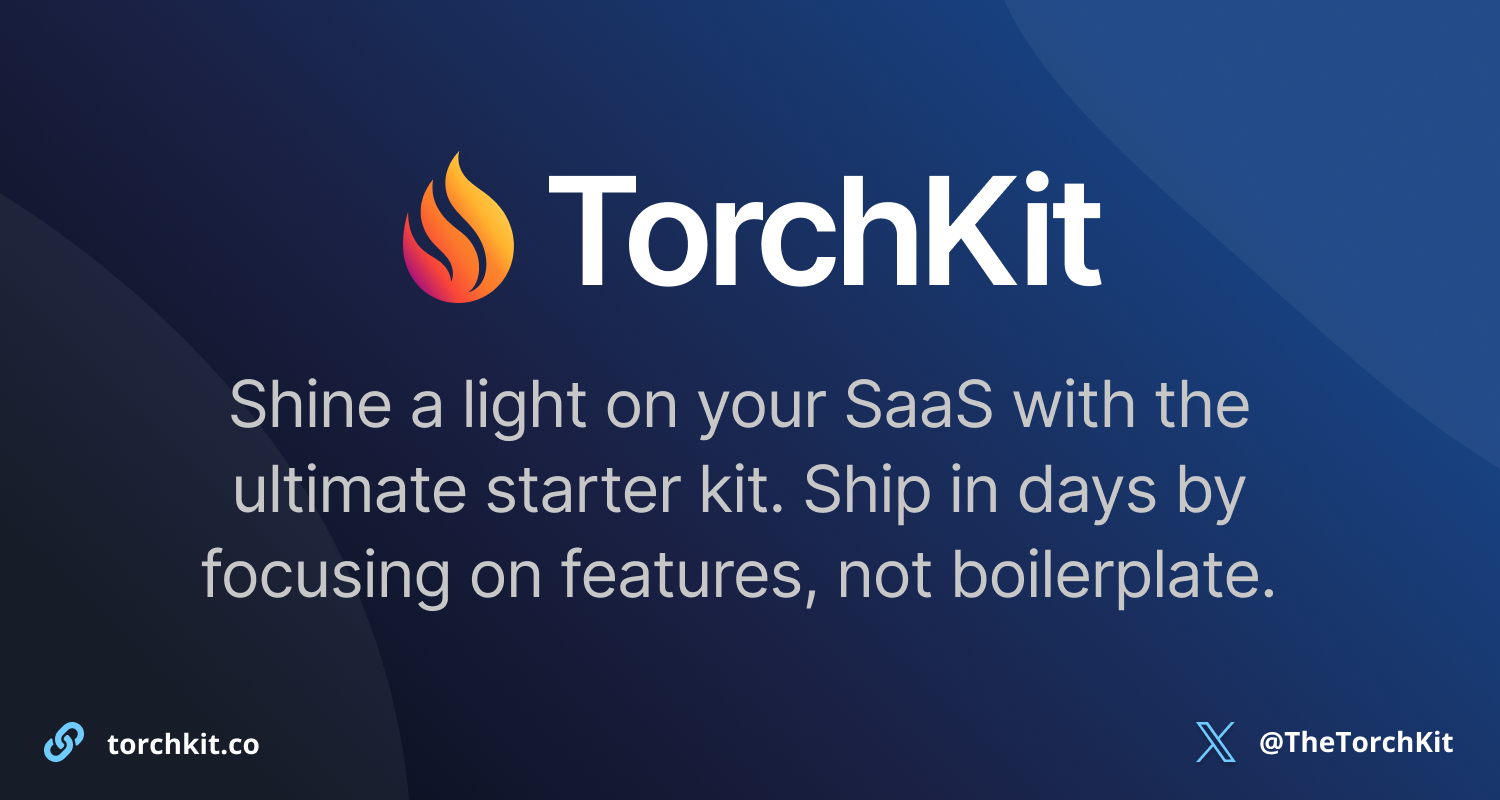 TorchKit
Shine a light on your SaaS with the
ultimate starter kit. Ship in days by
focusing on features, not boilerplate.
torchkit.co
@TheTorchKit